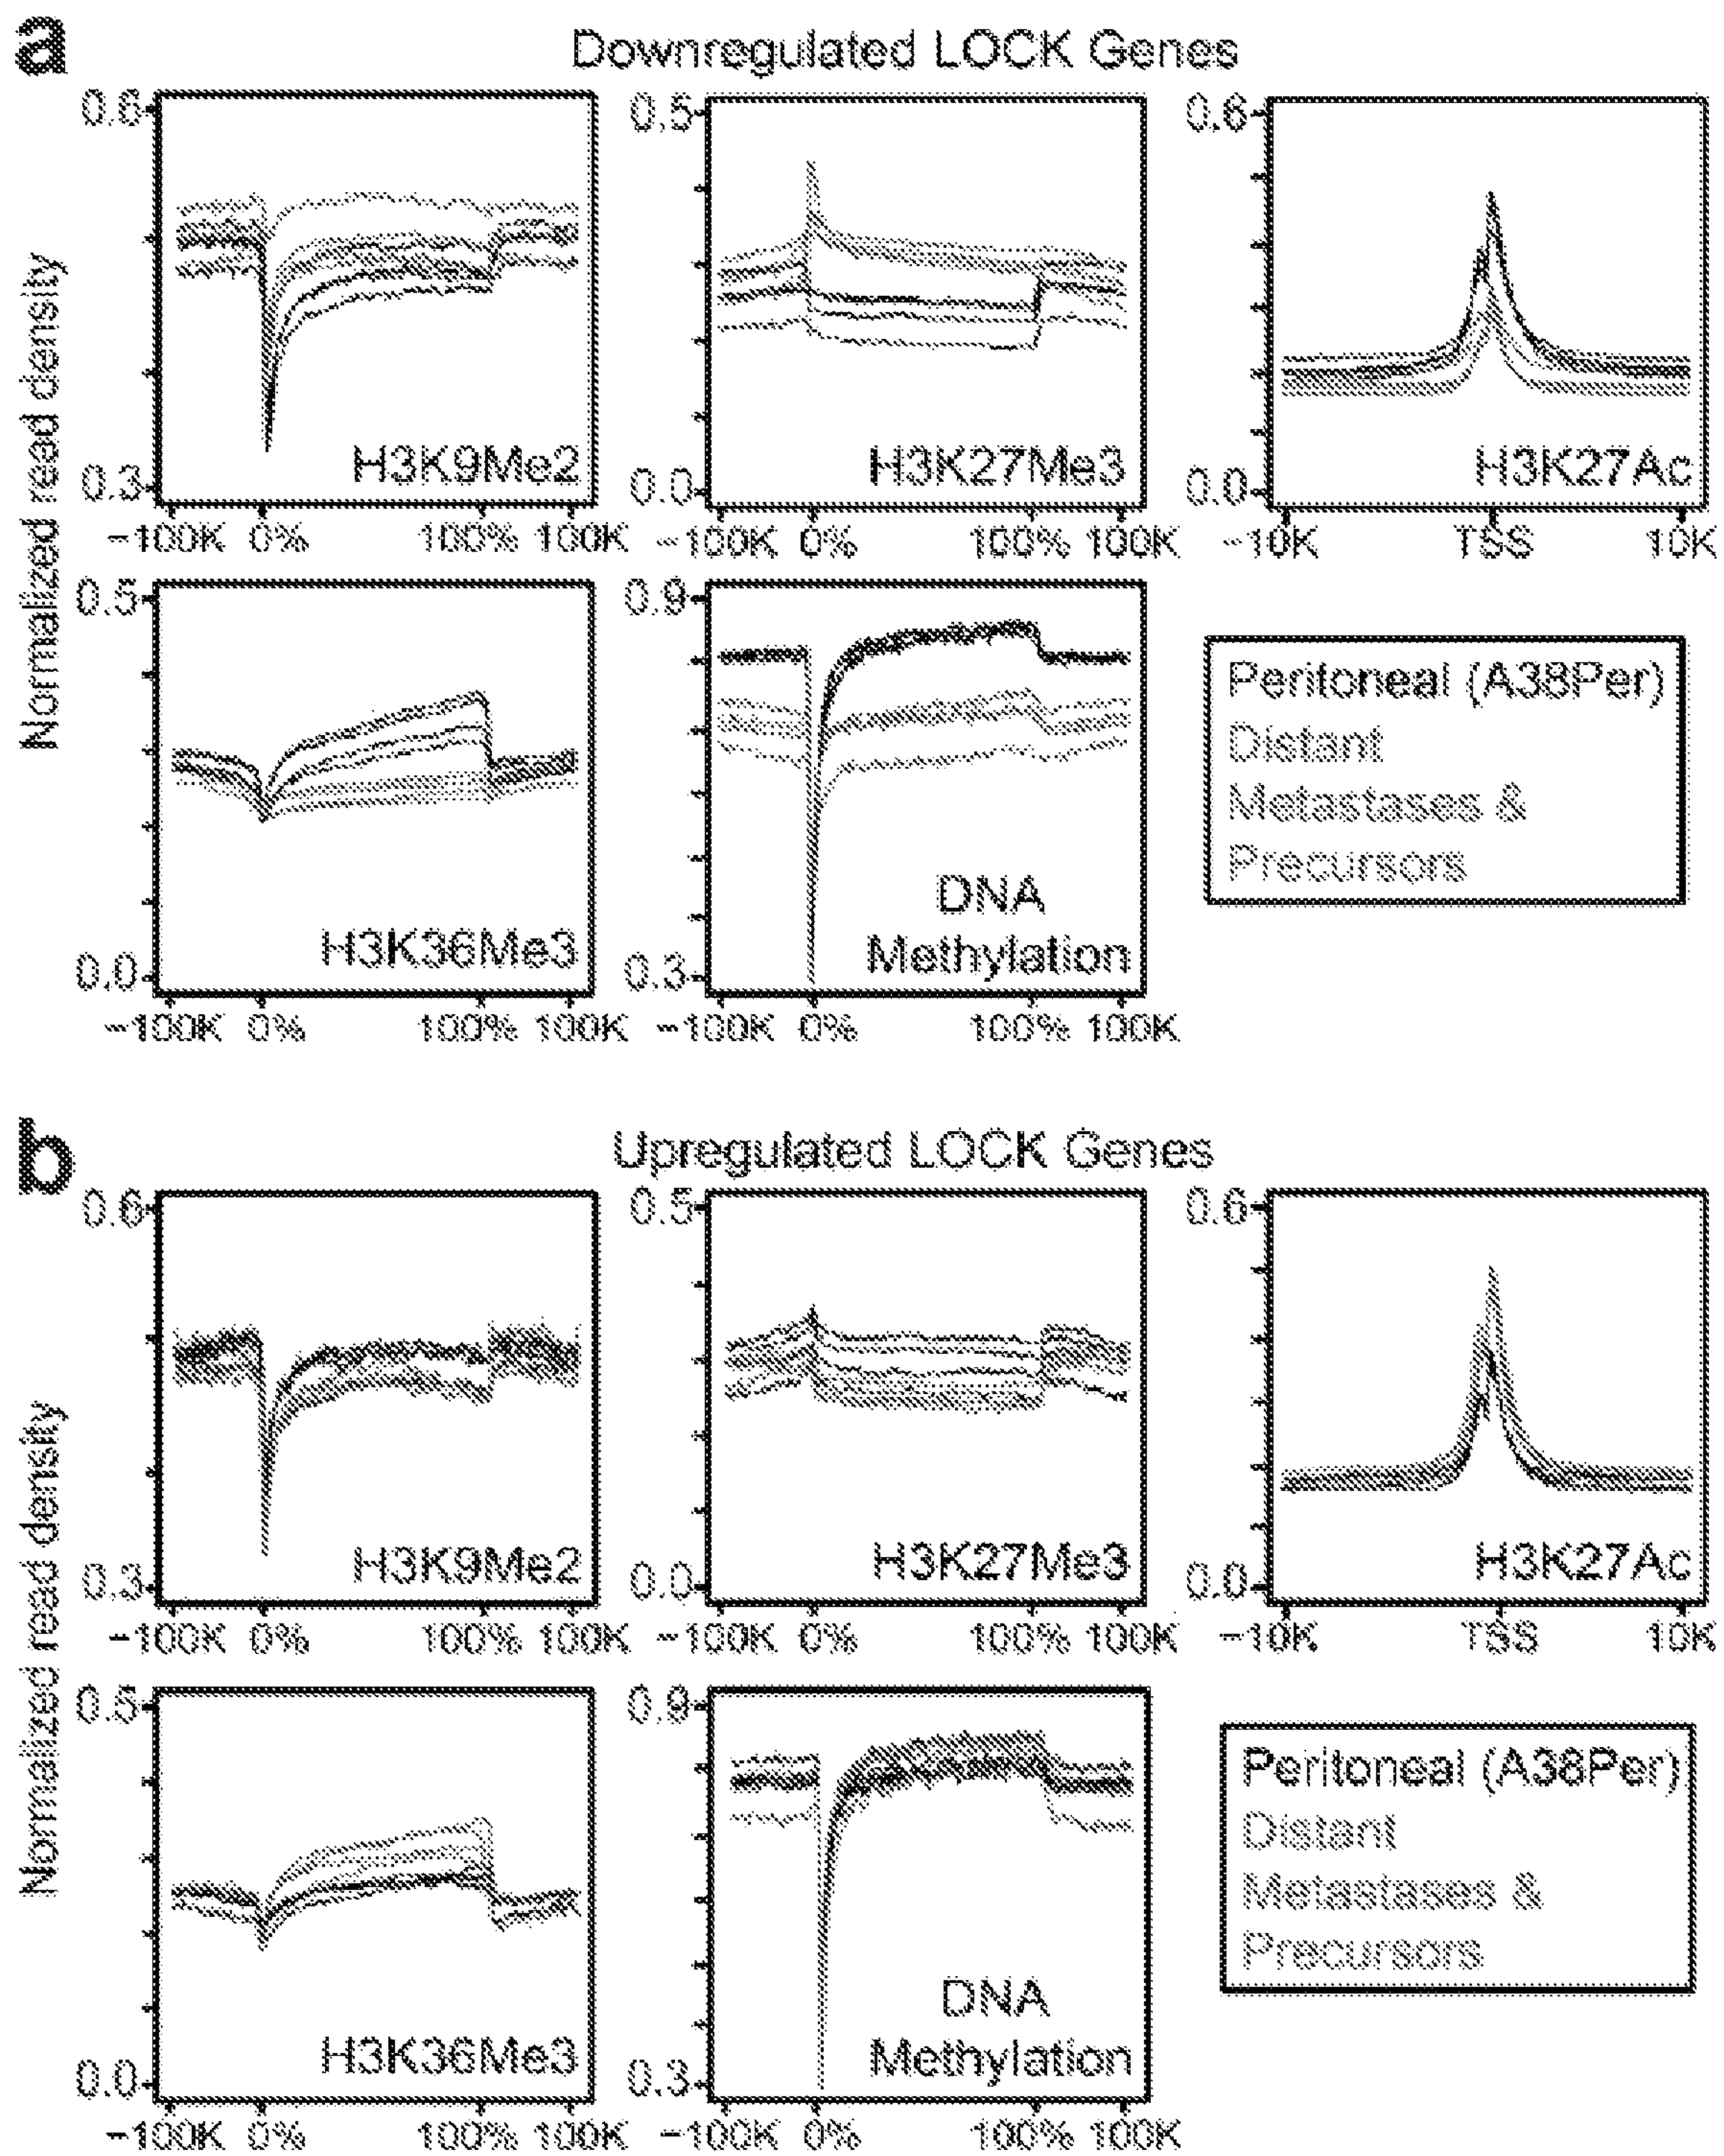 a
Downregulated LOCK Genes
Normalized read density
0.6
0.3
H3K9Me2
-100K 0% 100% 100K
0.5
0.0
H3K27Me3
-100K 0% 100% 100K
0.6
0.0
H3K27Ac
-10K TSS 10K
0.5
0.0
H3K36Me3
-100K 0% 100% 100K
0.9
0.3
DNA
Methylation
-100K 0% 100% 100K
Peritoneal (A38Per)
Distant
Metastases &
Precursors
b
Upregulated LOCK Genes
Normalized read density
0.6
0.3
H3K9Me2
-100K 0% 100% 100K
0.5
0.0
H3K27Me3
-100K 0% 100% 100K
0.6
0.0
H3K27Ac
-10K TSS 10K
0.5
0.0
H3K36Me3
-100K 0% 100% 100K
0.9
0.3
DNA
Methylation
-100K 0% 100% 100K
Peritoneal (A38Per)
Distant
Metastases &
Precursors